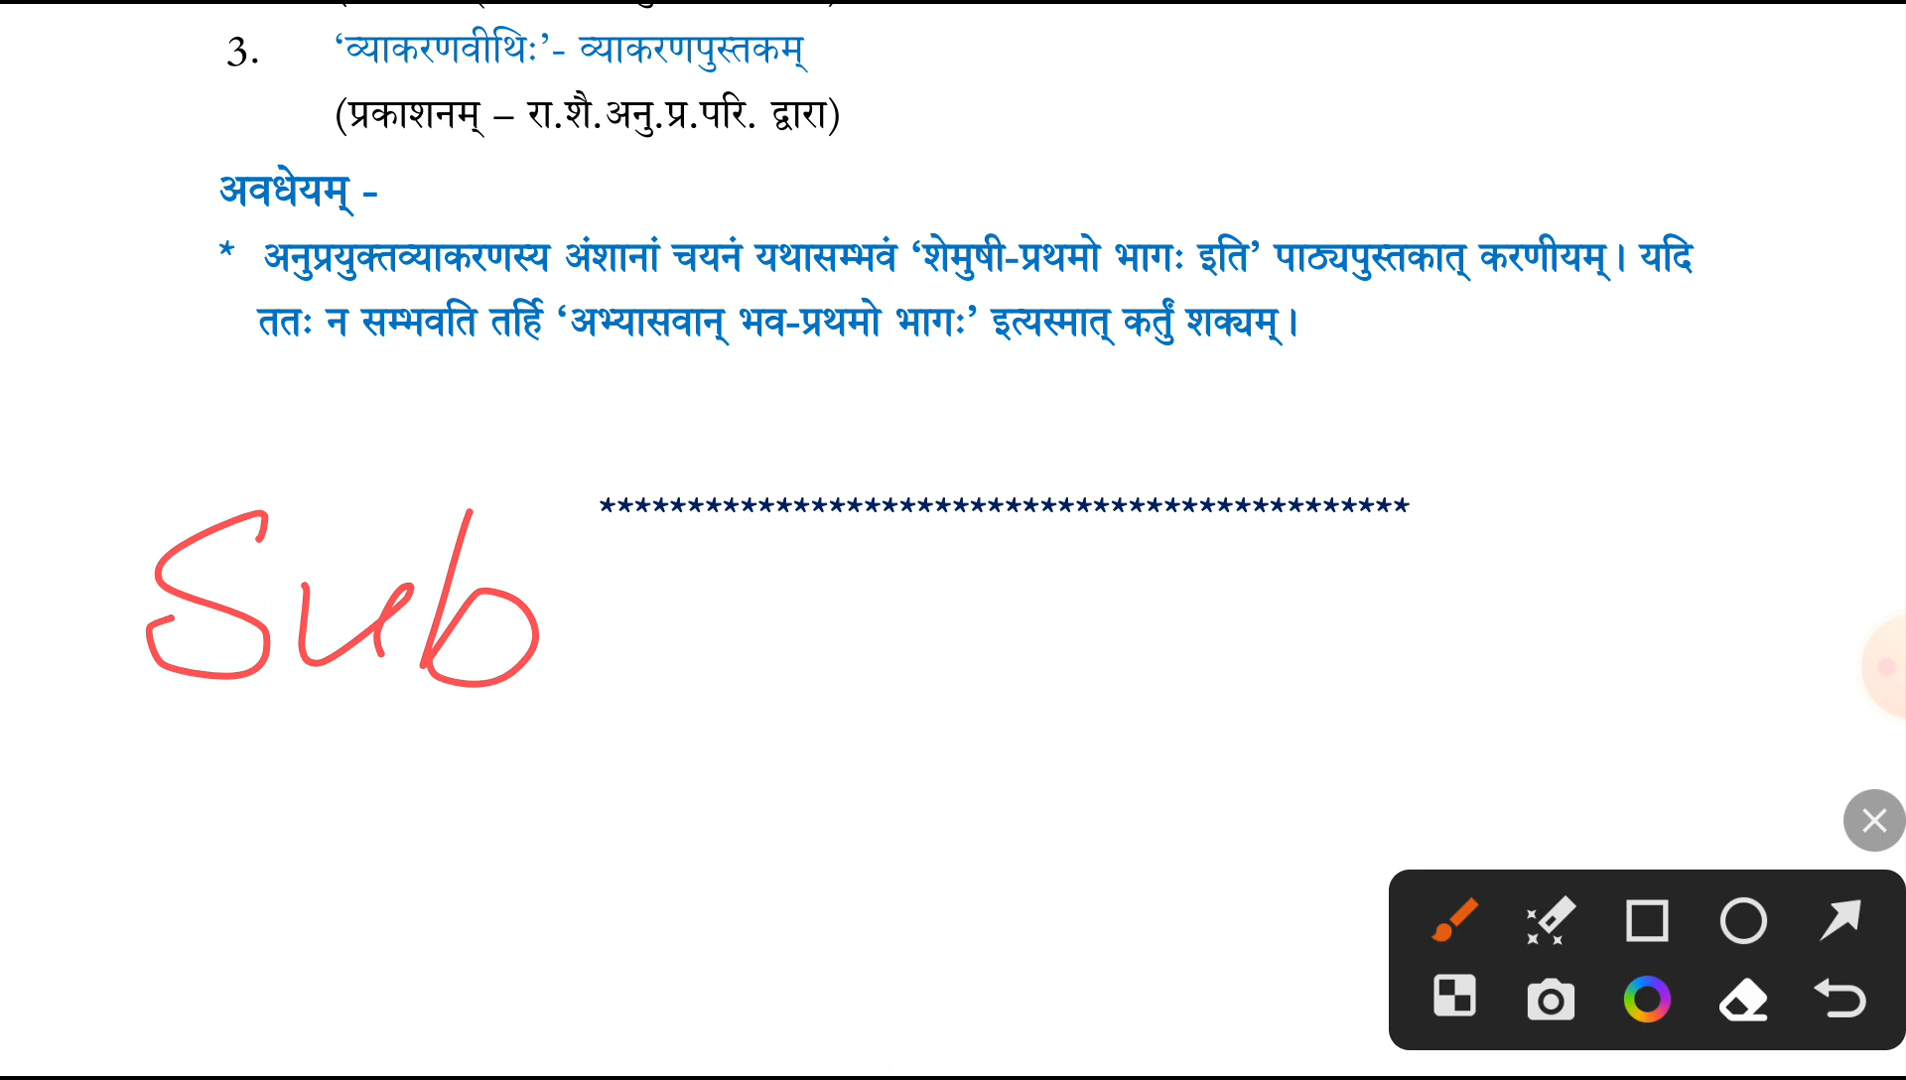 3. ‘व्याकरणवीथिः’- व्याकरणपुस्तकम्
(प्रकाशनम् – रा.शै.अनु.प्र.परि. द्वारा)
अवधेयम् -
* अनुप्रयुक्तव्याकरणस्य अंशानां चयनं यथासम्भवं ‘शेमुषी-प्रथमो भागः इति’ पाठ्यपुस्तकात् करणीयम्। यदि
ततः न सम्भवति तर्हि ‘अभ्यासवान् भव-प्रथमो भागः’ इत्यस्मात् कर्तुं शक्यम्।
**********************************************
Sub